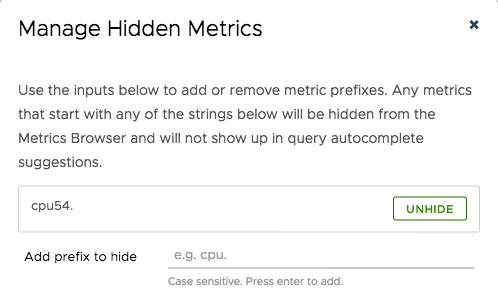 Manage Hidden Metrics
Use the inputs below to add or remove metric prefixes. Any metrics
that start with any of the strings below will be hidden from the
Metrics Browser and will not show up in query autocomplete
suggestions.
cpu54.
UNHIDE
Add prefix to hide
e.g. cpu.
Case sensitive. Press enter to add.